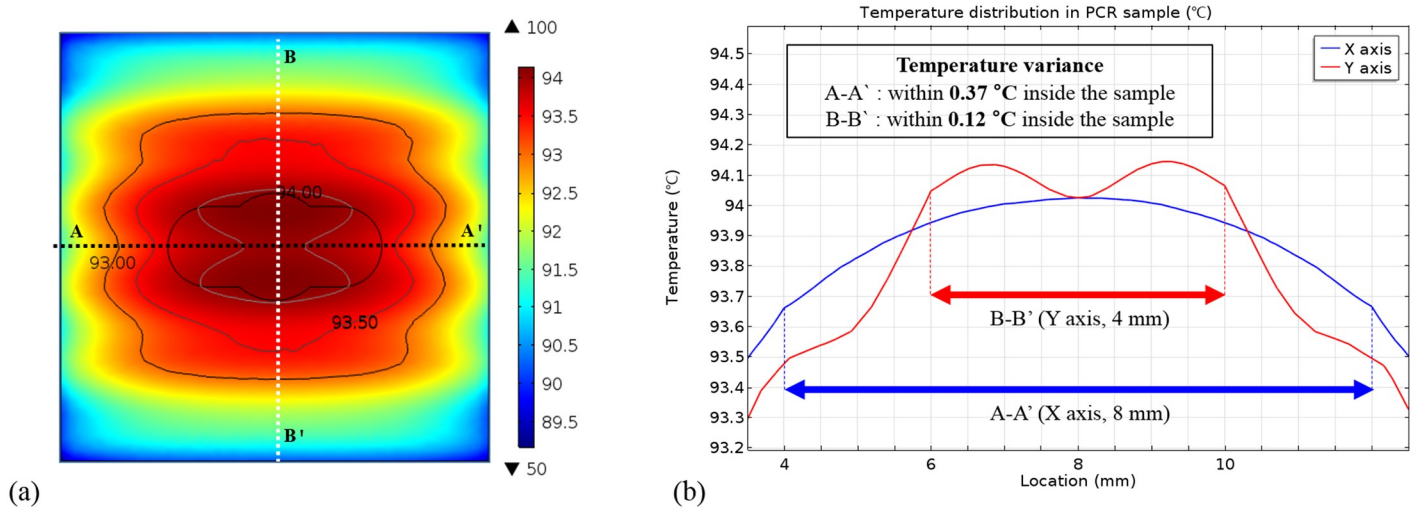 ▲ 100
94
93.5
93
92.5
92
91.5
91
90.5
90
89.5
▼ 50
B
94.00
A
A'
93.00
93.50
B'
(a)
Temperature distribution in PCR sample (℃)
X axis
Y axis
Temperature variance
A-A` : within 0.37 °C inside the sample
B-B` : within 0.12 °C inside the sample
Temperature (℃)
94.5
94.4
94.3
94.2
94.1
94
93.9
93.8
93.7
93.6
93.5
93.4
93.3
93.2
B-B’ (Y axis, 4 mm)
A-A’ (X axis, 8 mm)
4
6
8
10
Location (mm)
(b)